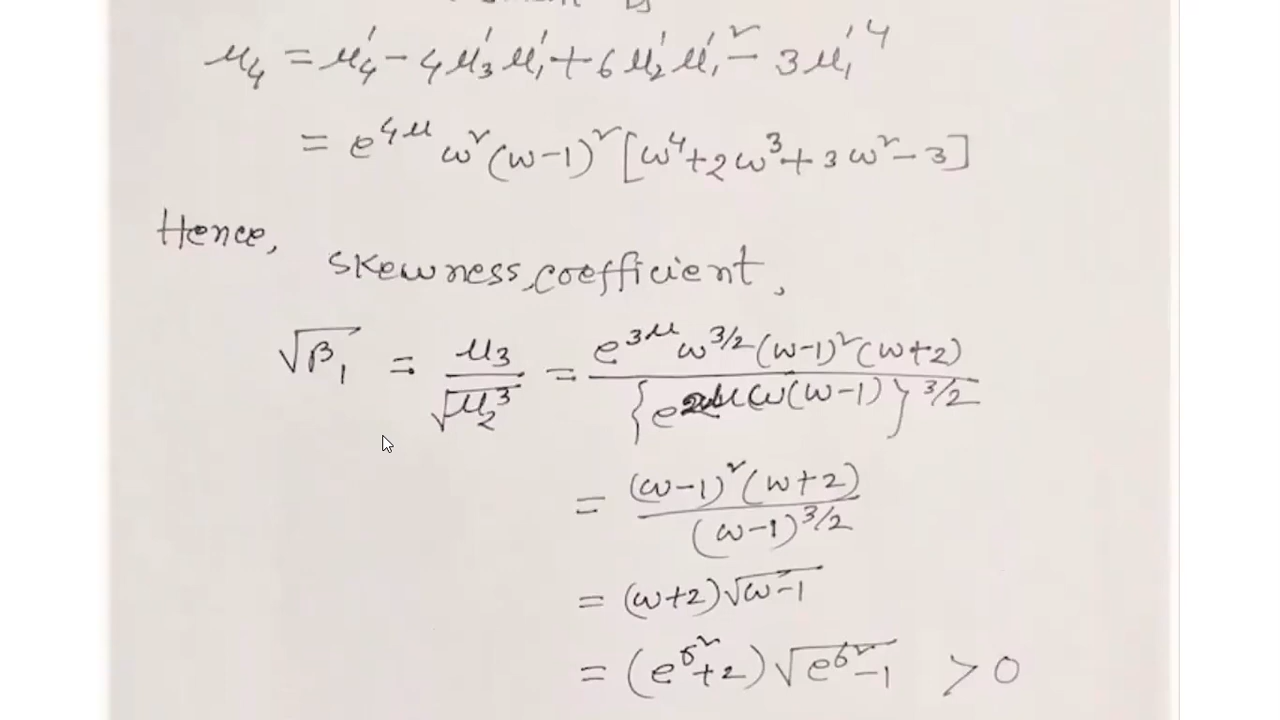 μ₄ = μ₄′ − 4μ₃′μ₁′ + 6μ₂′μ₁′² − 3μ₁′⁴
= e^{4μ} ω²(ω−1)² [ω⁴+2ω³+3ω²−3]
Hence,
Skewness coefficient,
√β₁ = μ₃/√μ₂³ = e^{3μ} ω^{3/2} (ω−1)² (ω+2) / {e^{2μ} ω(ω−1)}^{3/2}
= (ω−1)² (ω+2) / (ω−1)^{3/2}
= (ω+2)√(ω−1)
= (e^{σ²}+2)√(e^{σ²}−1) > 0